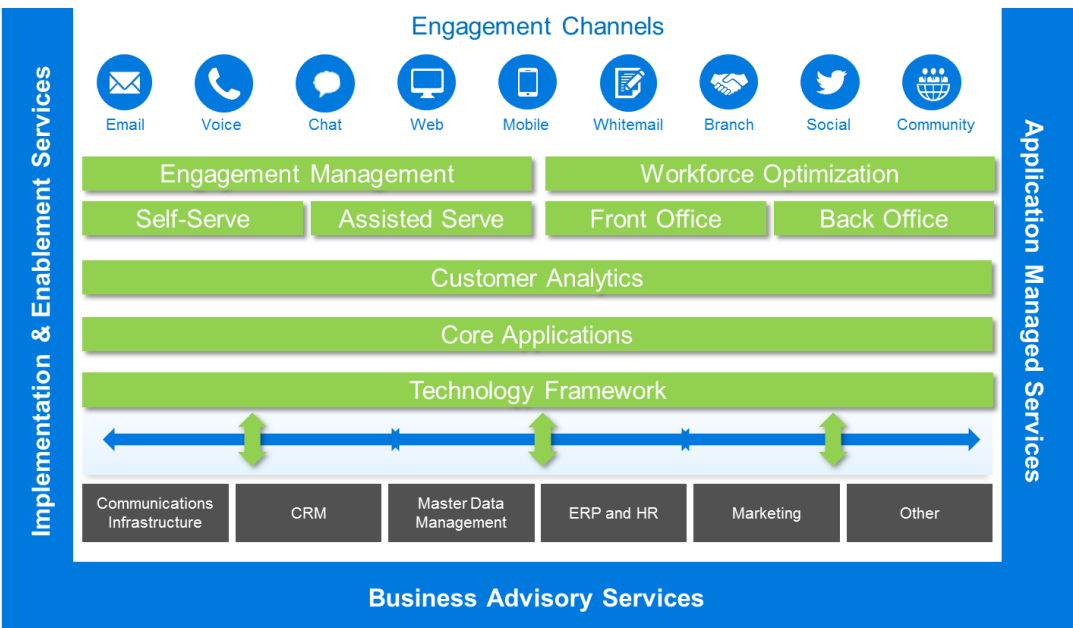 Engagement Channels
Email
Voice
Chat
Web
Mobile
Whitemail
Branch
Social
Community
Engagement Management
Workforce Optimization
Self-Serve
Assisted Serve
Front Office
Back Office
Customer Analytics
Core Applications
Technology Framework
Communications
Infrastructure
CRM
Master Data
Management
ERP and HR
Marketing
Other
Implementation & Enablement Services
Application Managed Services
Business Advisory Services